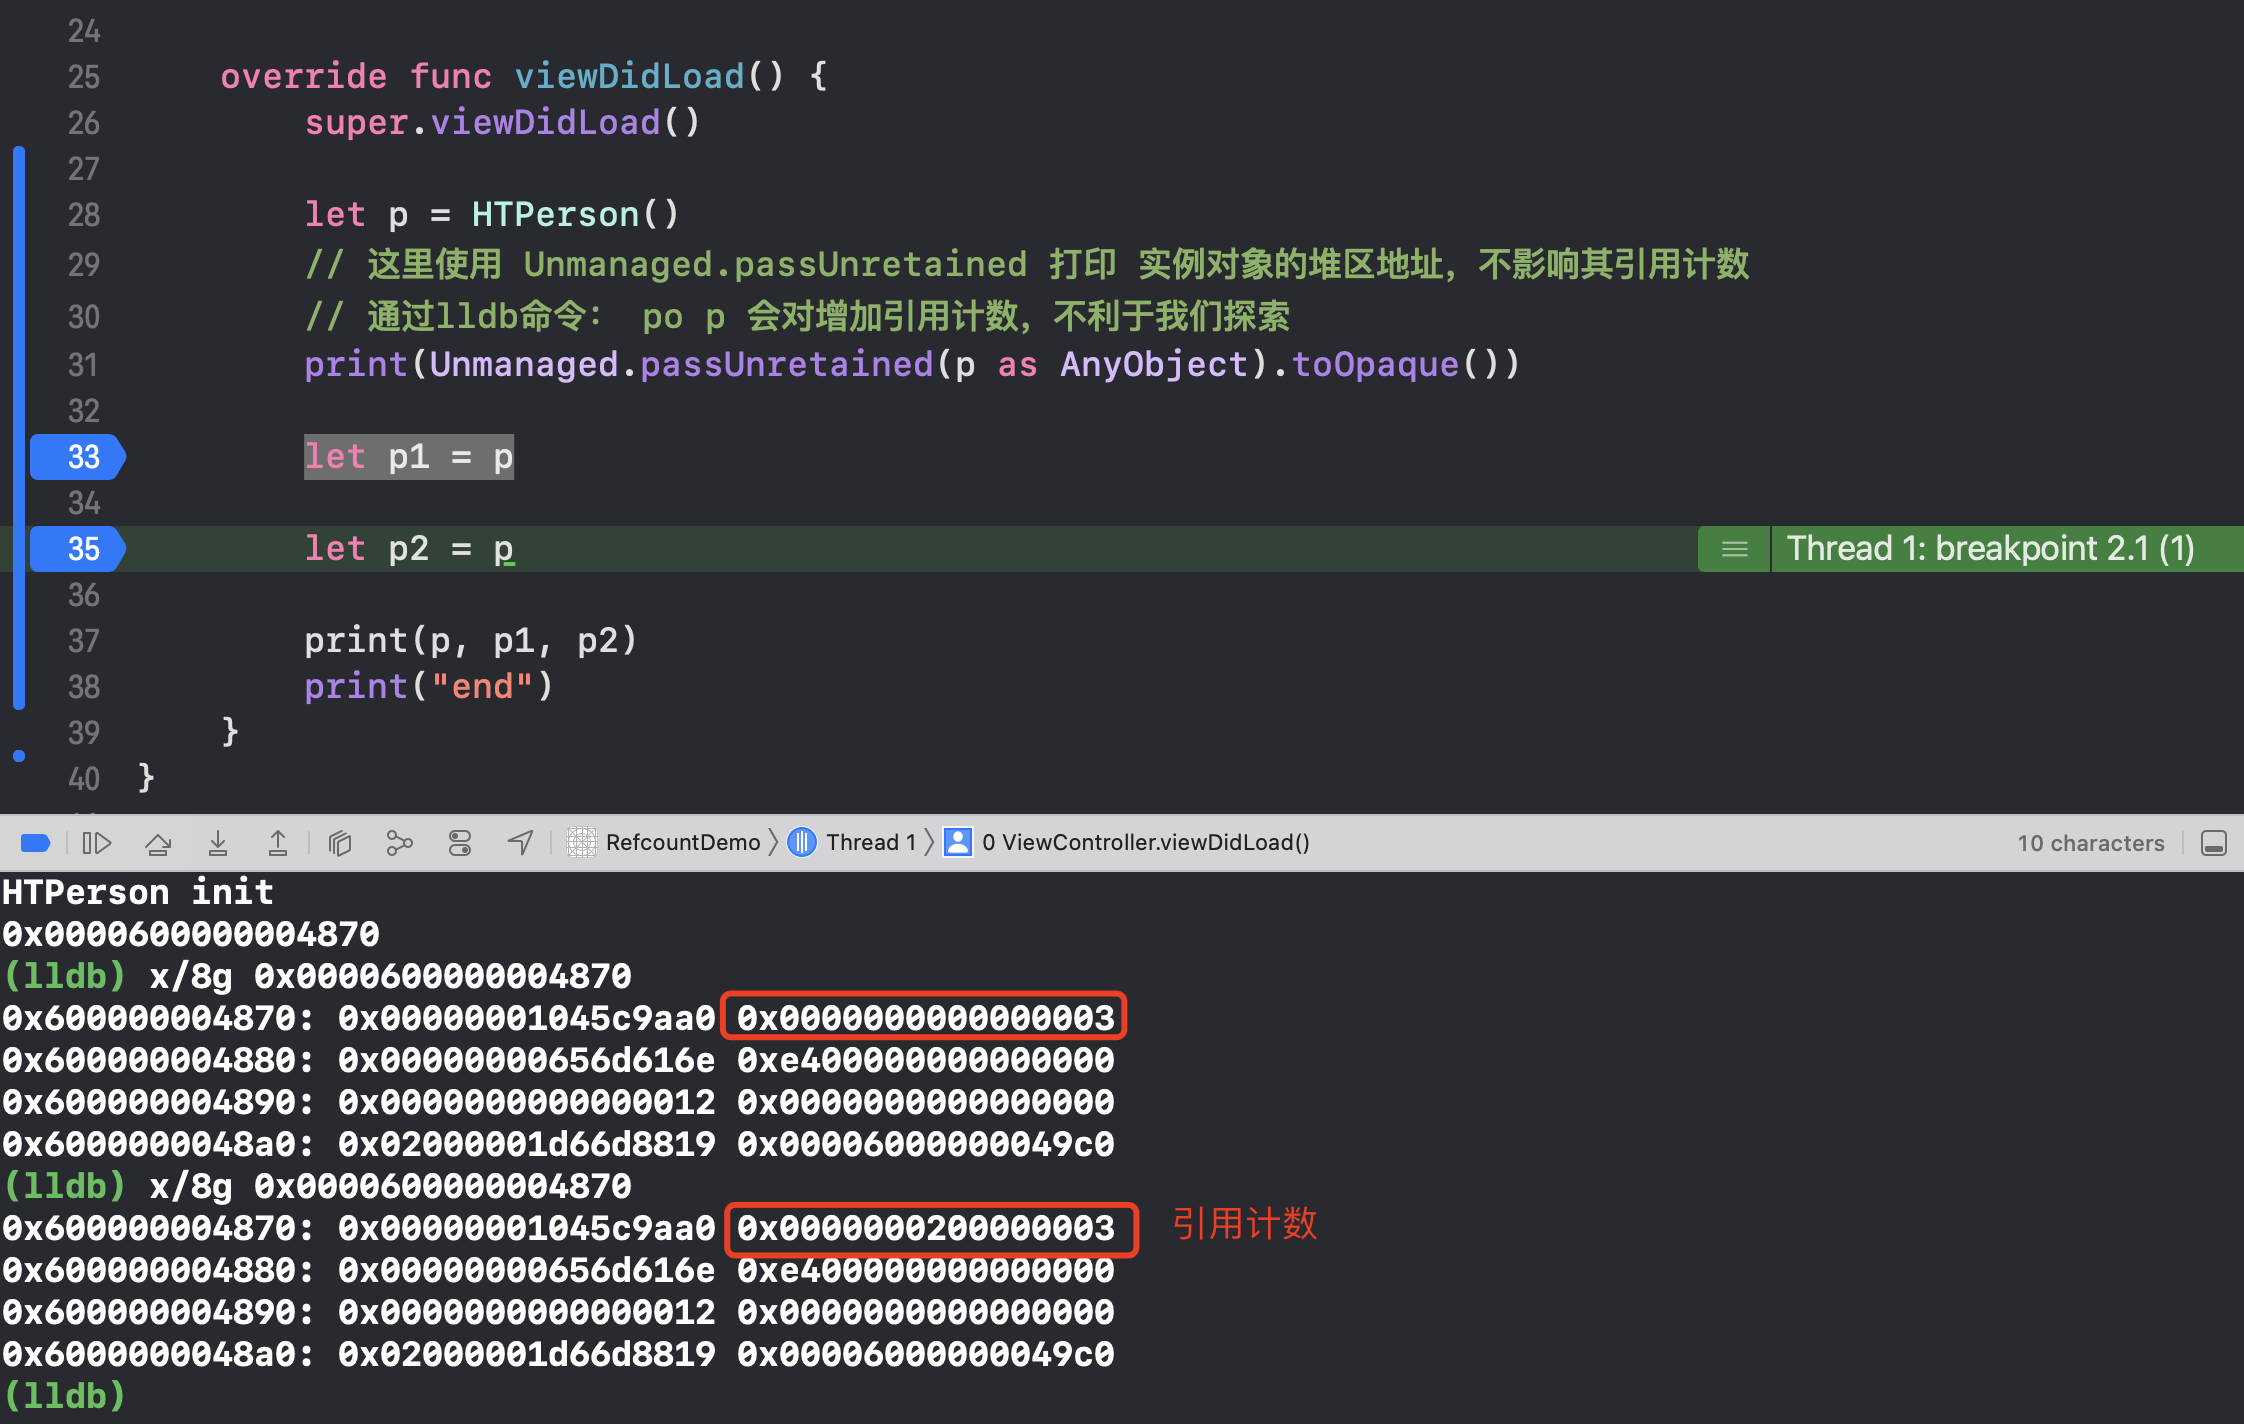 24
25 override func viewDidLoad() {
26 super.viewDidLoad()
27
28 let p = HTPerson()
29 // 这里使用 Unmanaged.passUnretained 打印 实例对象的堆区地址，不影响其引用计数
30 // 通过lldb命令： po p 会对增加引用计数，不利于我们探索
31 print(Unmanaged.passUnretained(p as AnyObject).toOpaque())
32
33 let p1 = p
34
35 let p2 = p Thread 1: breakpoint 2.1 (1)
36
37 print(p, p1, p2)
38 print("end")
39 }
40 }
RefcountDemo 〉 Thread 1 〉 0 ViewController.viewDidLoad() 10 characters
HTPerson init
0x0000600000004870
(lldb) x/8g 0x0000600000004870
0x600000004870: 0x00000001045c9aa0 0x0000000000000003
0x600000004880: 0x00000000656d616e 0xe400000000000000
0x600000004890: 0x0000000000000012 0x0000000000000000
0x6000000048a0: 0x02000001d66d8819 0x00006000000049c0
(lldb) x/8g 0x0000600000004870
0x600000004870: 0x00000001045c9aa0 0x0000000200000003 引用计数
0x600000004880: 0x00000000656d616e 0xe400000000000000
0x600000004890: 0x0000000000000012 0x0000000000000000
0x6000000048a0: 0x02000001d66d8819 0x00006000000049c0
(lldb)